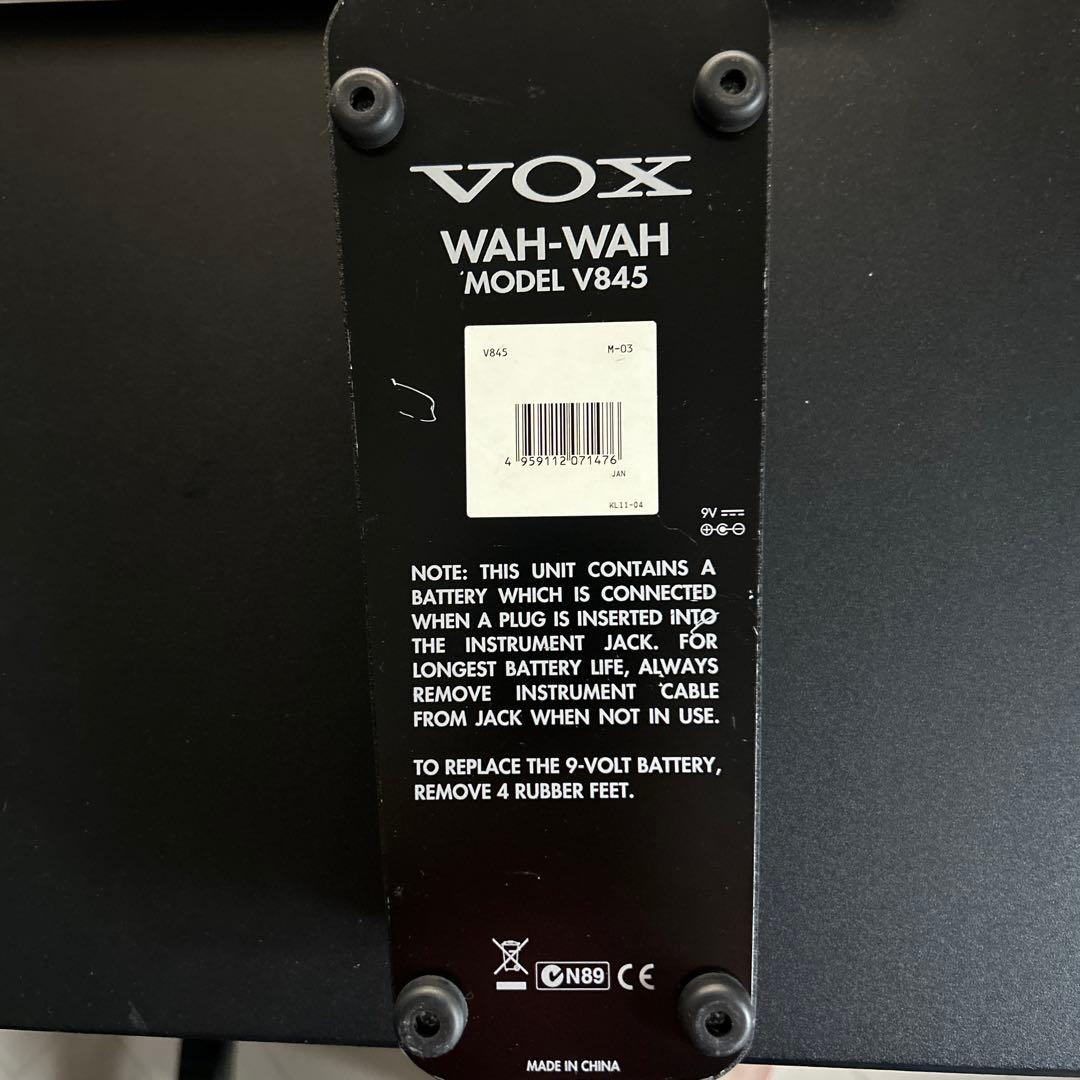 VOX
WAH-WAH
MODEL V845
V845 M-03
4 959112 071476
JAN
KL11-04
9V
NOTE: THIS UNIT CONTAINS A
BATTERY WHICH IS CONNECTED
WHEN A PLUG IS INSERTED INTO
THE INSTRUMENT JACK. FOR
LONGEST BATTERY LIFE, ALWAYS
REMOVE INSTRUMENT CABLE
FROM JACK WHEN NOT IN USE.
TO REPLACE THE 9-VOLT BATTERY,
REMOVE 4 RUBBER FEET.
N89 CE
MADE IN CHINA